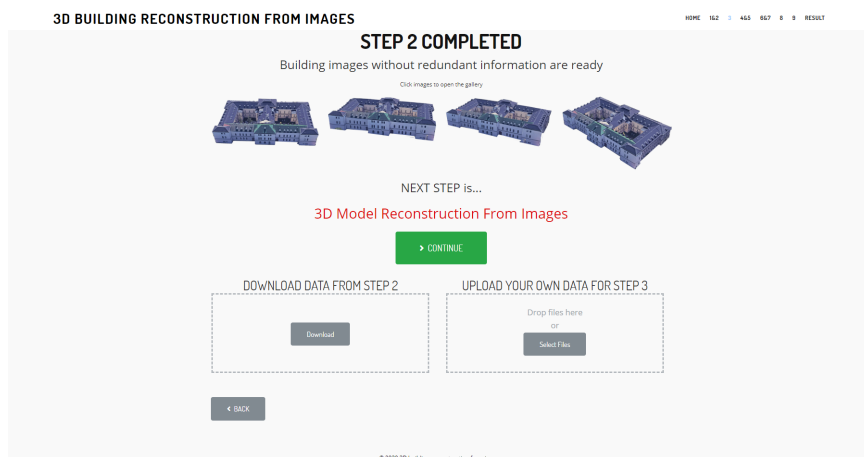 3D BUILDING RECONSTRUCTION FROM IMAGES
HOME 1&2 3 4&5 6&7 8 9 RESULT
STEP 2 COMPLETED
Building images without redundant information are ready
Click images to open the gallery
NEXT STEP is...
3D Model Reconstruction From Images
CONTINUE
DOWNLOAD DATA FROM STEP 2
Download
UPLOAD YOUR OWN DATA FOR STEP 3
Drop files here
or
Select Files
BACK